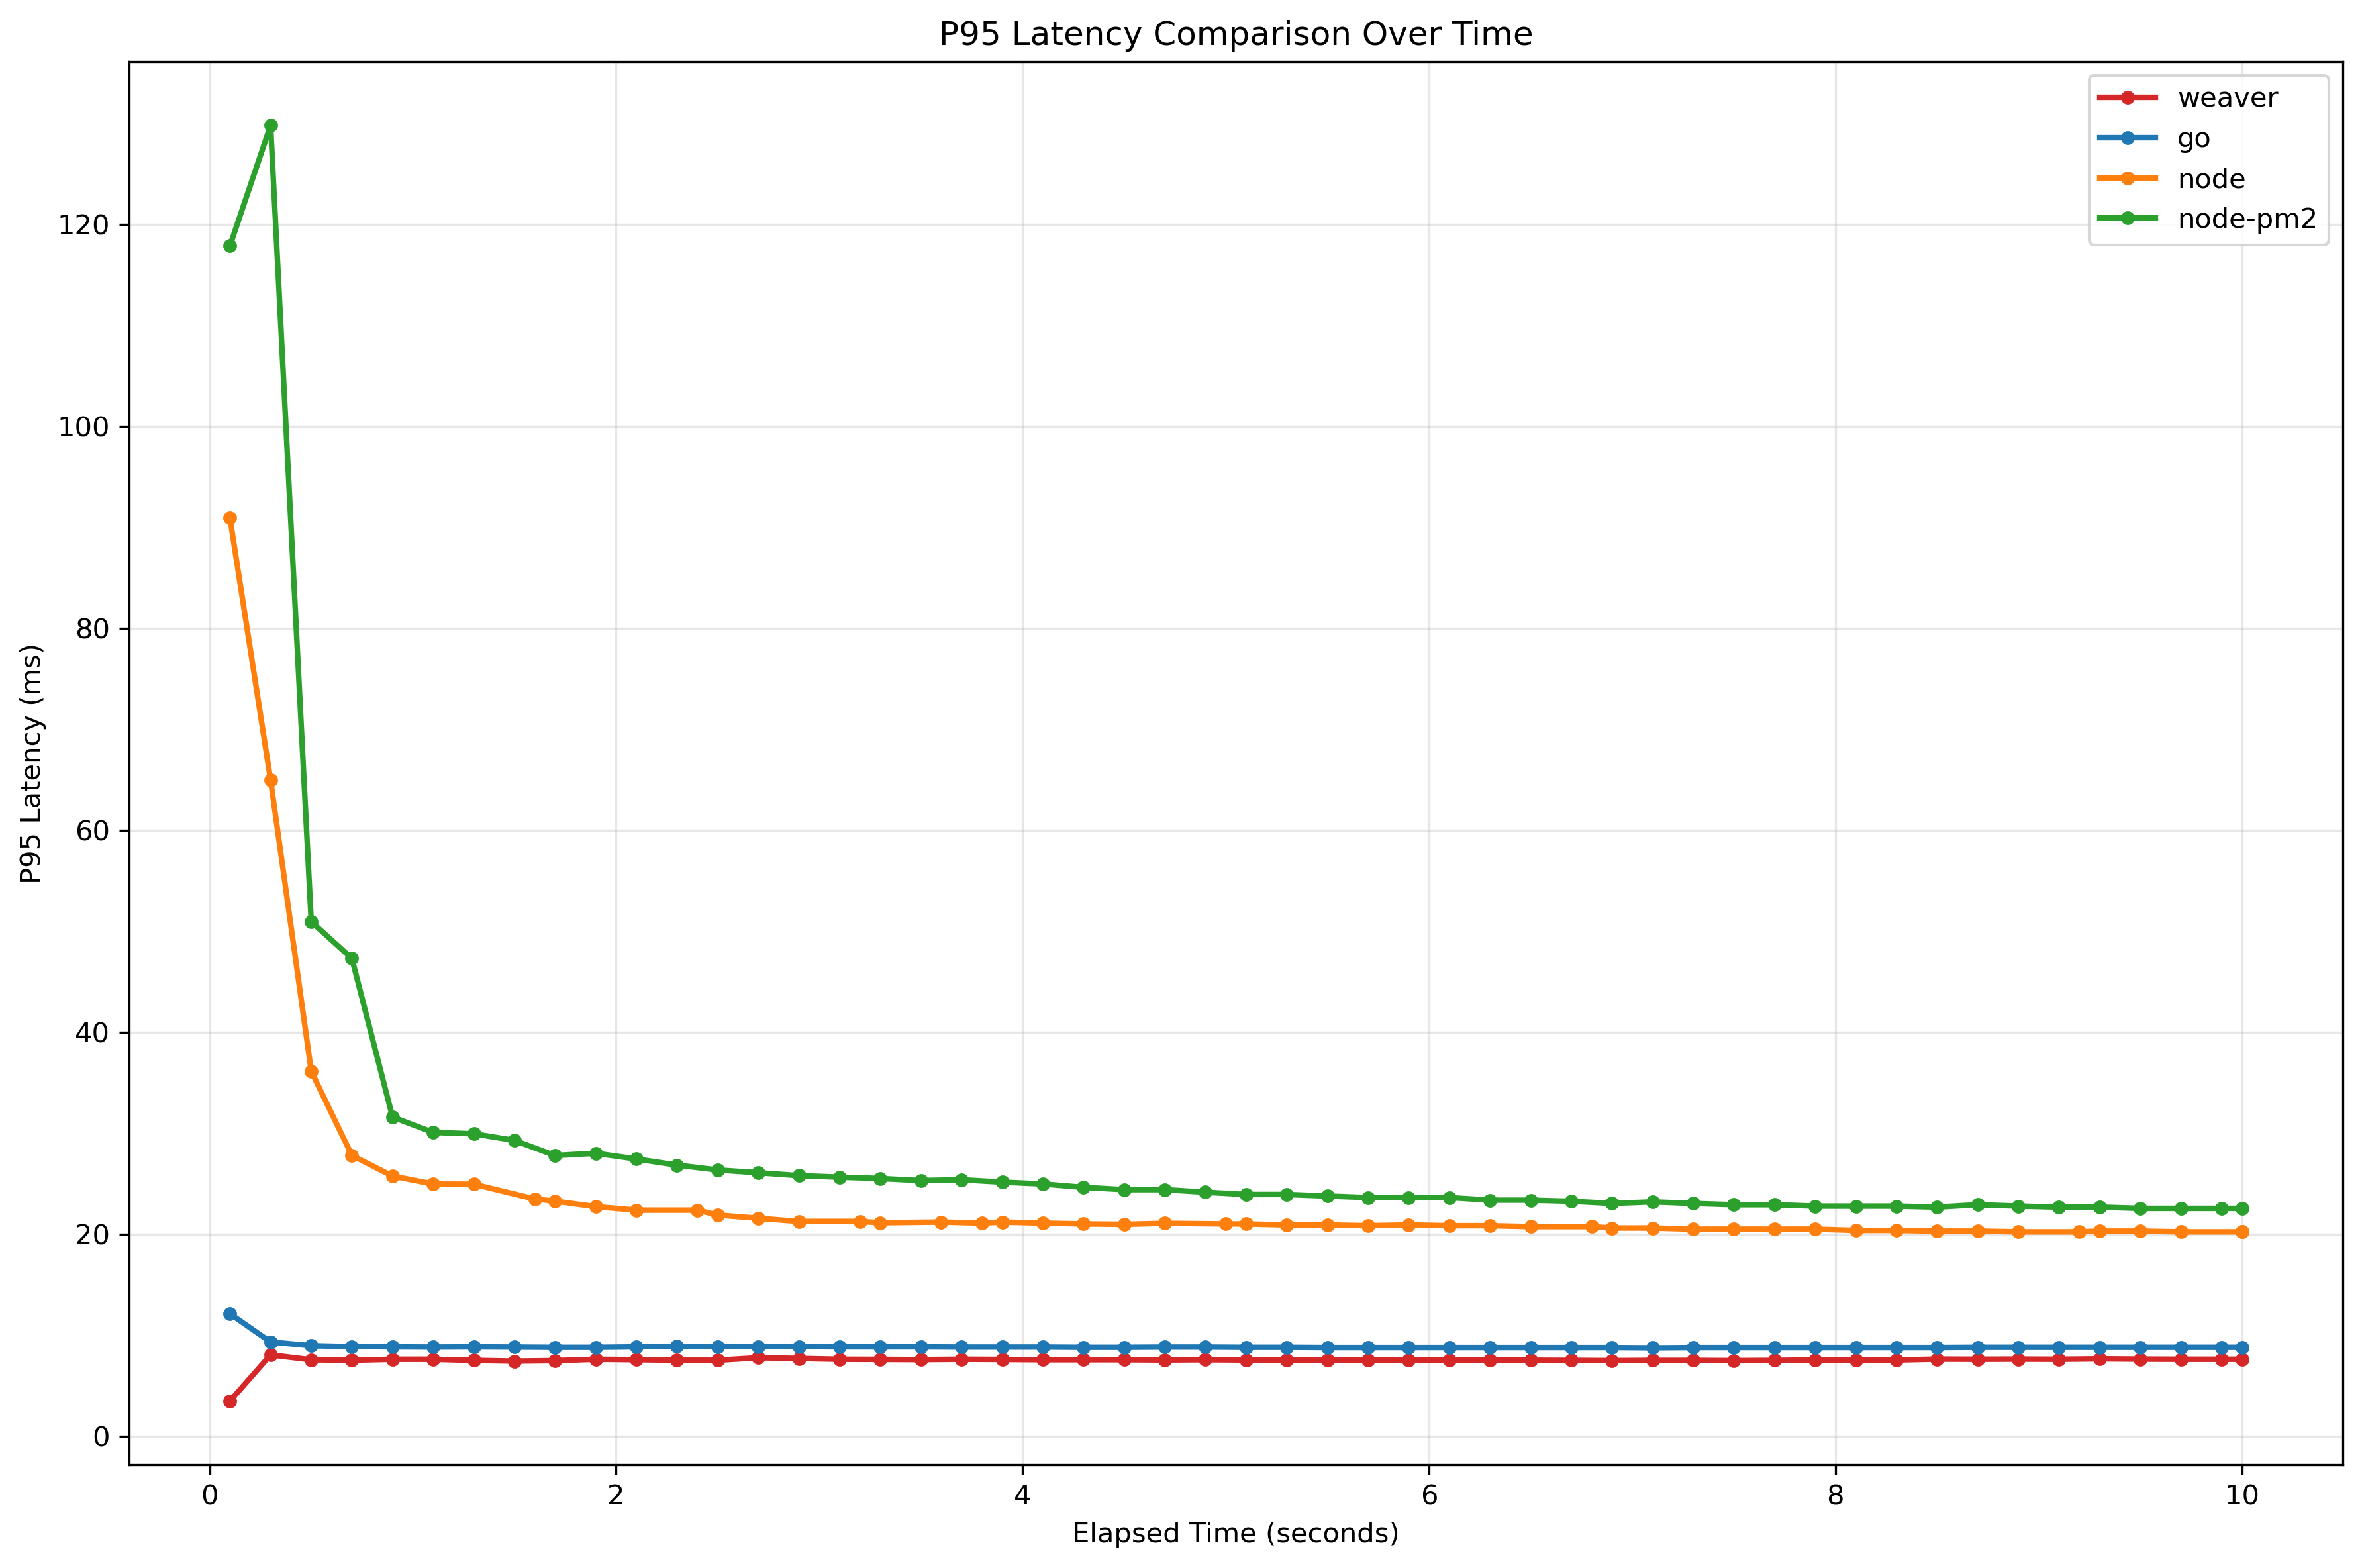 P95 Latency Comparison Over Time
weaver
go
node
node-pm2
P95 Latency (ms)
120
100
80
60
40
20
0
0 2 4 6 8 10
Elapsed Time (seconds)